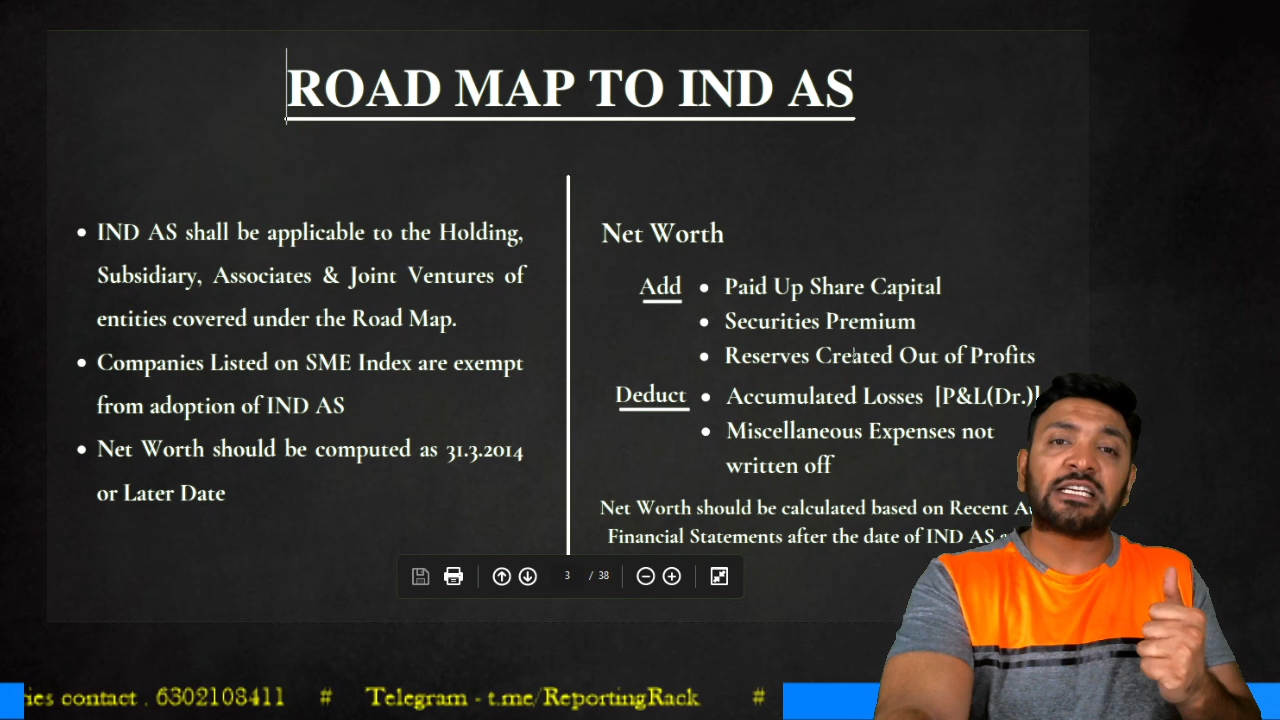 ROAD MAP TO IND AS
• IND AS shall be applicable to the Holding,
Subsidiary, Associates & Joint Ventures of
entities covered under the Road Map.
• Companies Listed on SME Index are exempt
from adoption of IND AS
• Net Worth should be computed as 31.3.2014
or Later Date
Net Worth
Add • Paid Up Share Capital
• Securities Premium
• Reserves Created Out of Profits
Deduct • Accumulated Losses [P&L(Dr.)]
• Miscellaneous Expenses not
written off
Net Worth should be calculated based on Recent
Financial Statements after the date of IND AS
3 / 38
contact . 6302108411 # Telegram - t.me/ReportingRack #